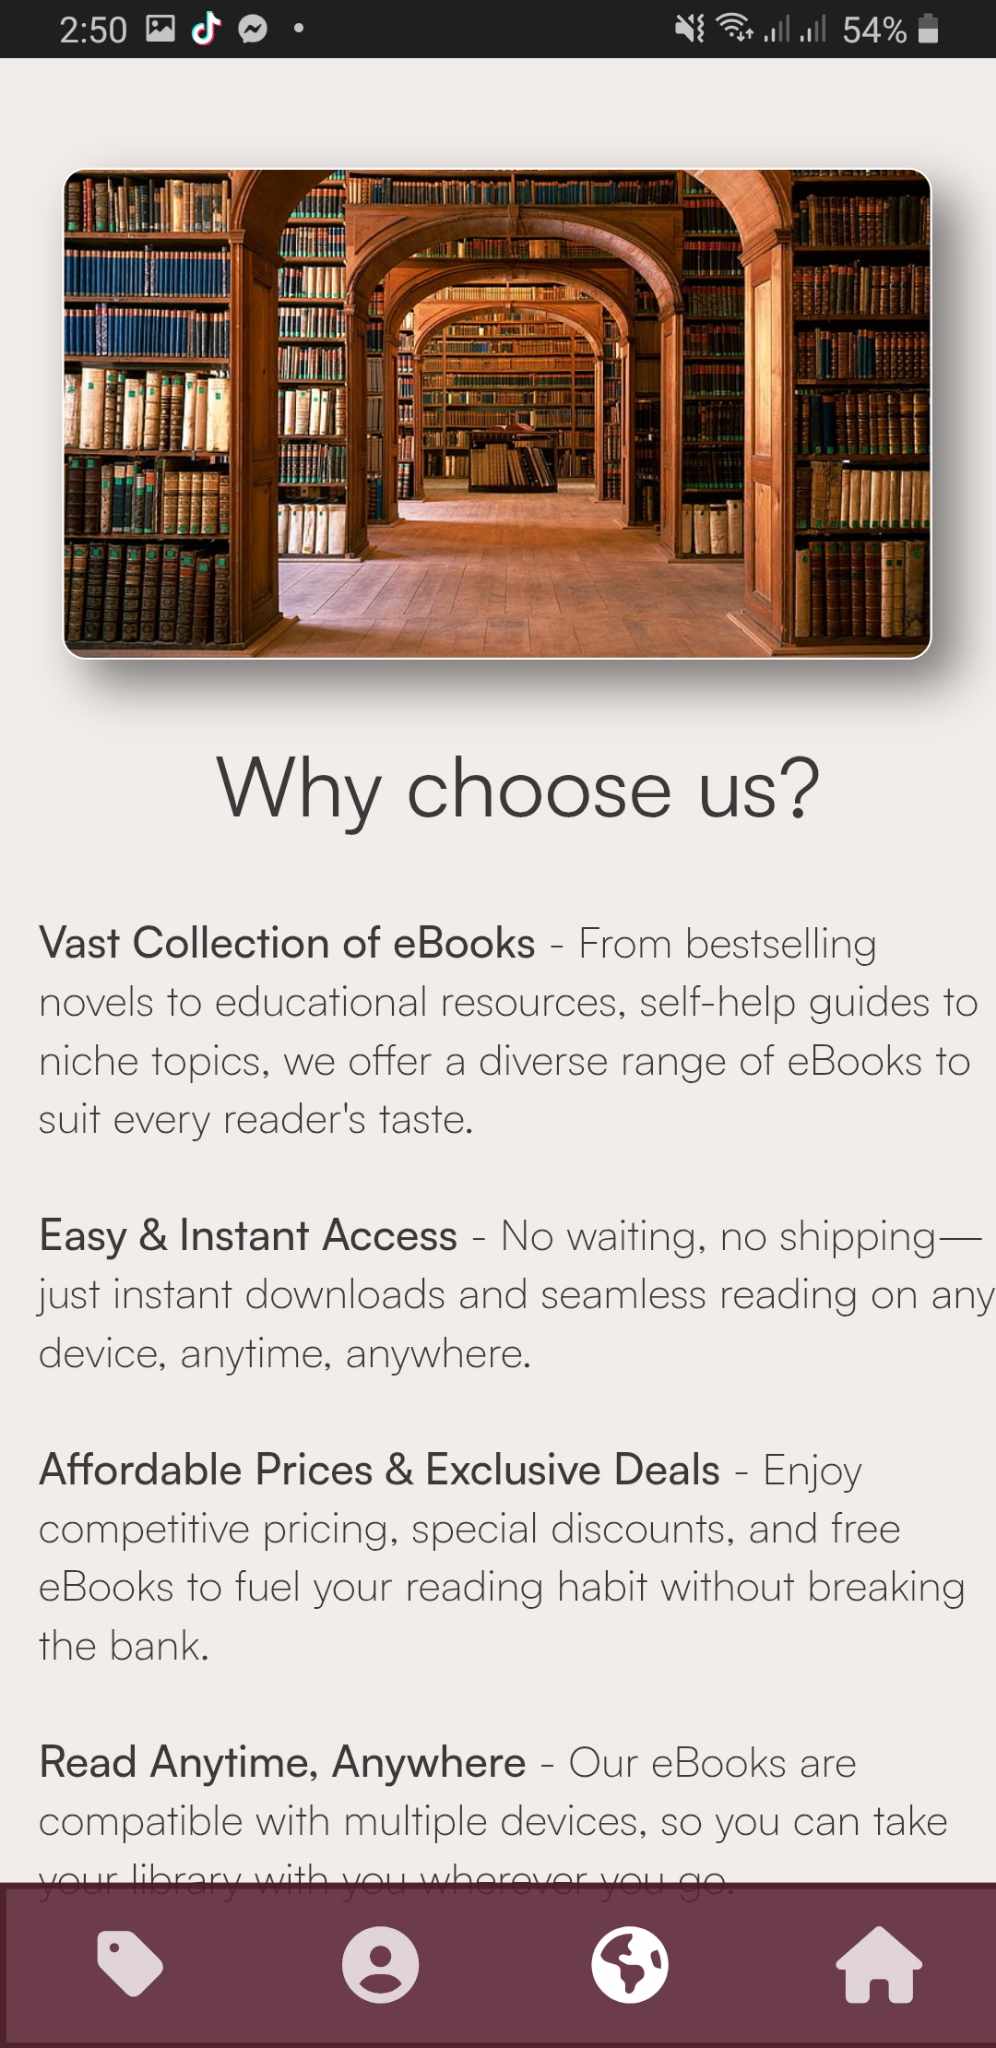 2:50
54%
Why choose us?
Vast Collection of eBooks - From bestselling
novels to educational resources, self-help guides to
niche topics, we offer a diverse range of eBooks to
suit every reader's taste.
Easy & Instant Access - No waiting, no shipping—
just instant downloads and seamless reading on any
device, anytime, anywhere.
Affordable Prices & Exclusive Deals - Enjoy
competitive pricing, special discounts, and free
eBooks to fuel your reading habit without breaking
the bank.
Read Anytime, Anywhere - Our eBooks are
compatible with multiple devices, so you can take
your library with you wherever you go.